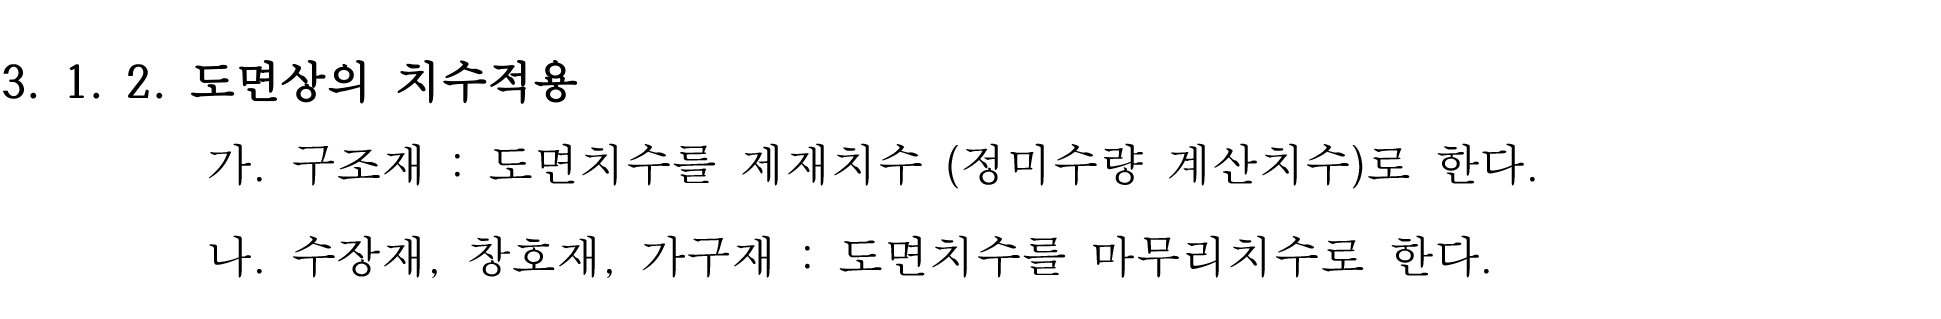 3. 1. 2. 도면상의 치수적용
가. 구조재 : 도면치수를 제재치수 (정미수량 계산치수)로 한다.
나. 수장재, 창호재, 가구재 : 도면치수를 마무리치수로 한다.